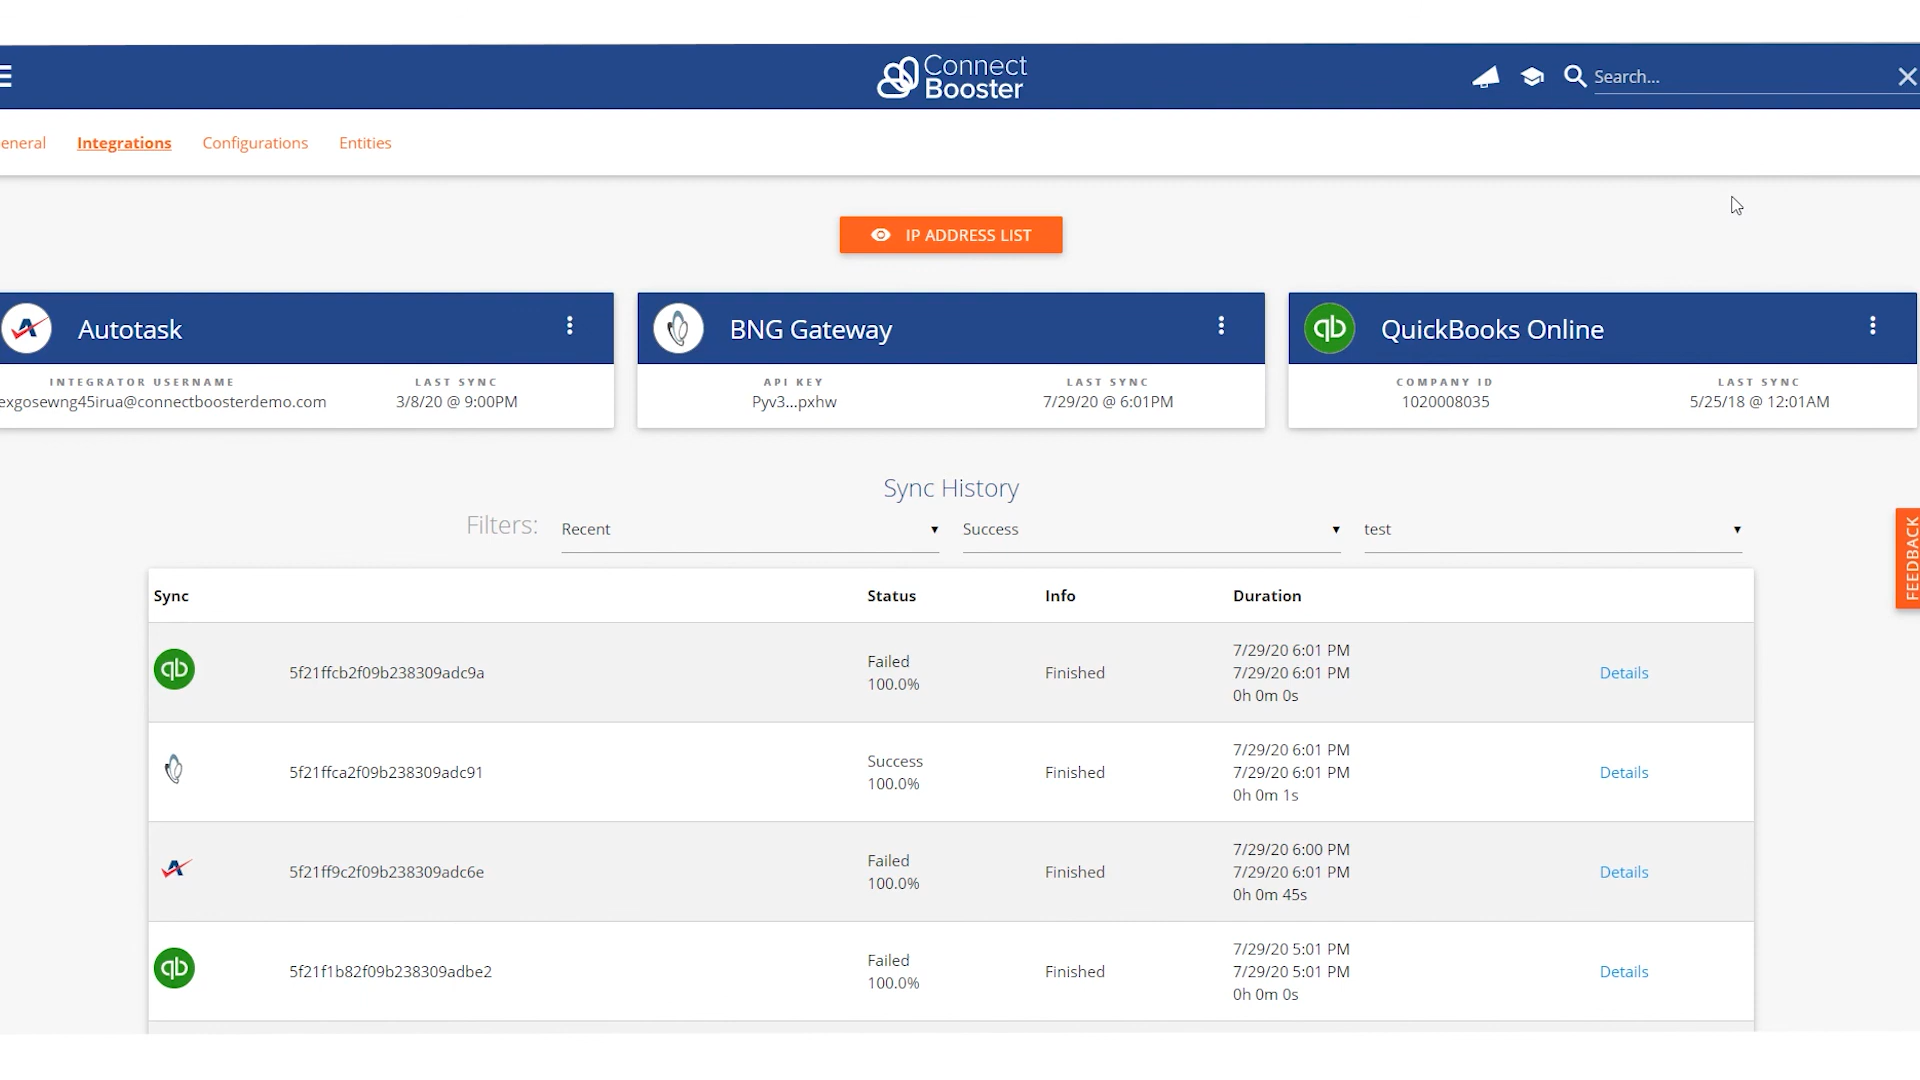 Connect
Booster
Search...
eneral Integrations Configurations Entities
IP ADDRESS LIST
Autotask
INTEGRATOR USERNAME LAST SYNC
exgosewng45irua@connectboosterdemo.com 3/8/20 @ 9:00PM
BNG Gateway
API KEY LAST SYNC
Pyv3...pxhw 7/29/20 @ 6:01PM
qb QuickBooks Online
COMPANY ID LAST SYNC
1020008035 5/25/18 @ 12:01AM
Sync History
Filters: Recent Success test
FEEDBACK
Sync Status Info Duration
qb 5f21ffcb2f09b238309adc9a Failed 100.0% Finished 7/29/20 6:01 PM
7/29/20 6:01 PM
0h 0m 0s
Details
5f21ffca2f09b238309adc91 Success 100.0% Finished 7/29/20 6:01 PM
7/29/20 6:01 PM
0h 0m 1s
Details
5f21ff9c2f09b238309adc6e Failed 100.0% Finished 7/29/20 6:00 PM
7/29/20 6:01 PM
0h 0m 45s
Details
qb 5f21f1b82f09b238309adbe2 Failed 100.0% Finished 7/29/20 5:01 PM
7/29/20 5:01 PM
0h 0m 0s
Details